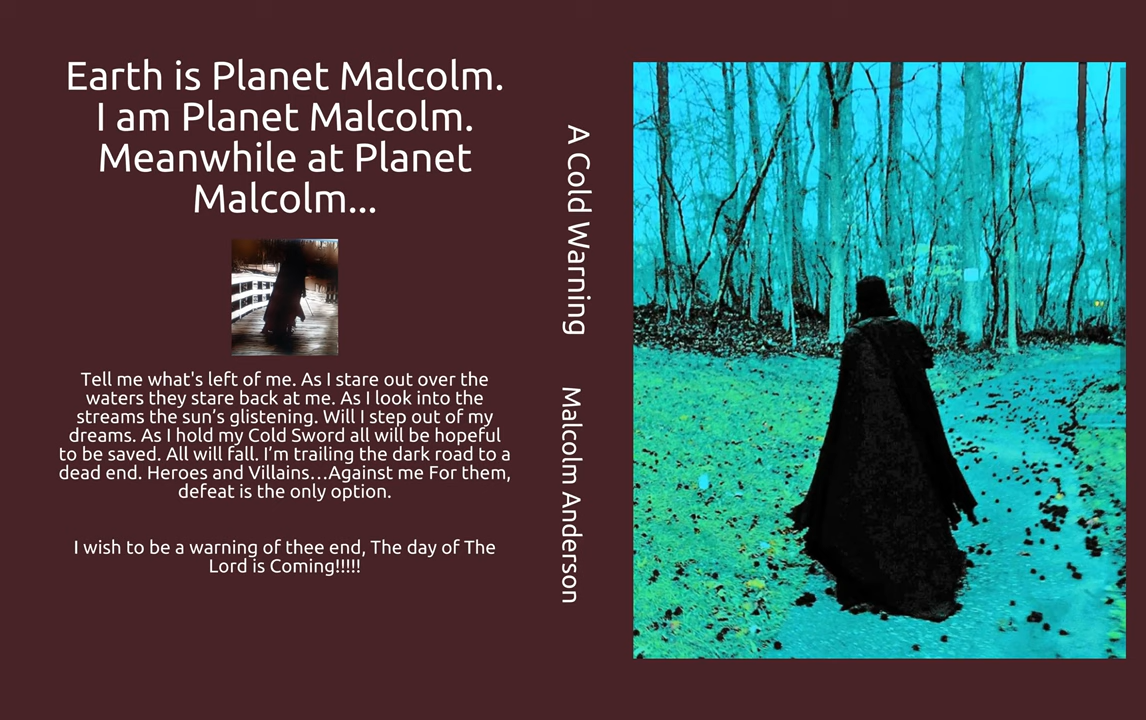 Earth is Planet Malcolm.
I am Planet Malcolm.
Meanwhile at Planet
Malcolm...
Tell me what's left of me. As I stare out over the
waters they stare back at me. As I look into the
streams the sun’s glistening. Will I step out of my
dreams. As I hold my Cold Sword all will be hopeful
to be saved. All will fall. I’m trailing the dark road to a
dead end. Heroes and Villains…Against me For them,
defeat is the only option.
I wish to be a warning of thee end, The day of The
Lord is Coming!!!!!
A Cold Warning
Malcolm Anderson